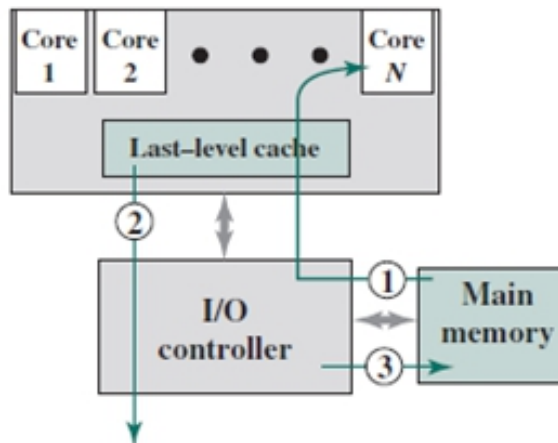 Core
1
Core
2
Core
N
Last–level cache
2
1
I/O
controller
Main
memory
3